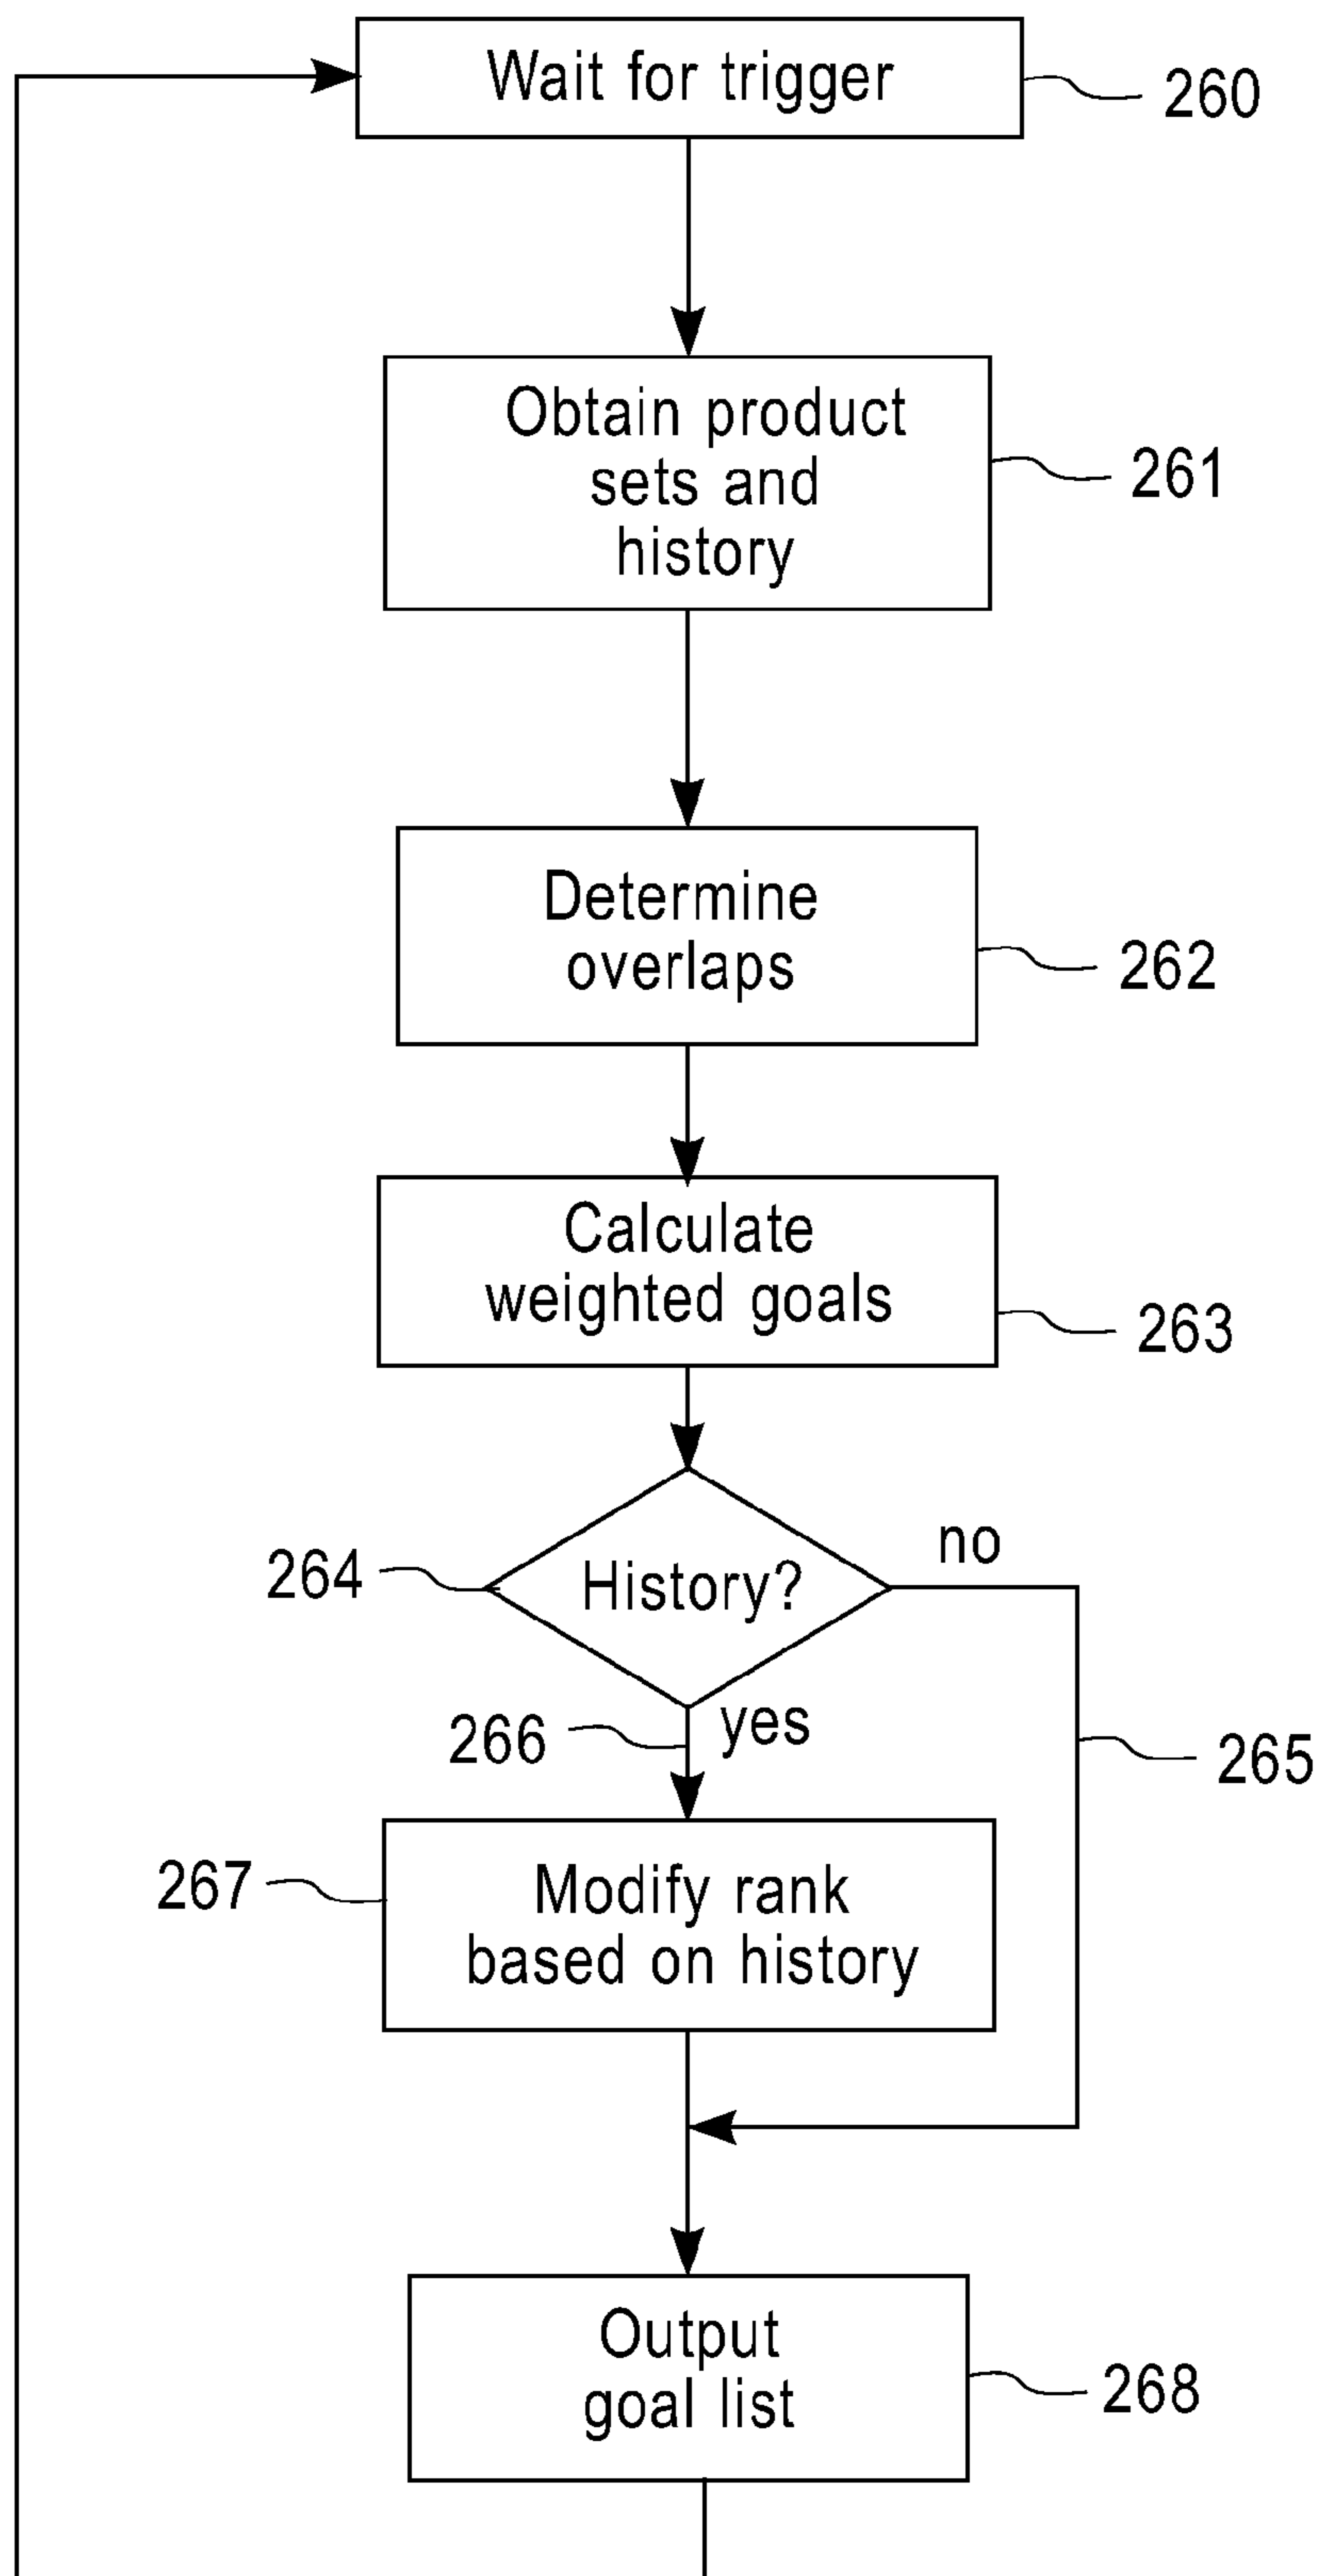 Wait for trigger
260
Obtain product
sets and
history
261
Determine
overlaps
262
Calculate
weighted goals
263
264
History?
no
266
yes
265
267
Modify rank
based on history
Output
goal list
268